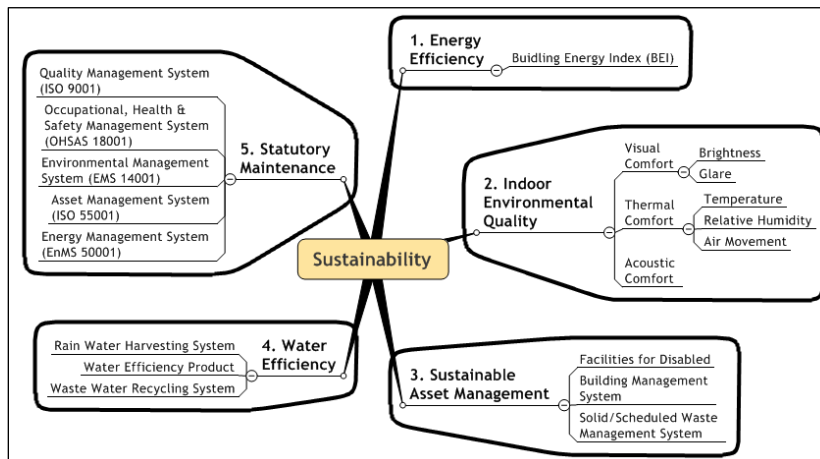 1. Energy
Efficiency
Buidling Energy Index (BEI)
2. Indoor
Environmental
Quality
Visual
Comfort
Brightness
Glare
Thermal
Comfort
Temperature
Relative Humidity
Air Movement
Acoustic
Comfort
Sustainability
3. Sustainable
Asset Management
Facilities for Disabled
Building Management
System
Solid/Scheduled Waste
Management System
4. Water
Efficiency
Rain Water Harvesting System
Water Efficiency Product
Waste Water Recycling System
5. Statutory
Maintenance
Quality Management System
(ISO 9001)
Occupational, Health &
Safety Management System
(OHSAS 18001)
Environmental Management
System (EMS 14001)
Asset Management System
(ISO 55001)
Energy Management System
(EnMS 50001)